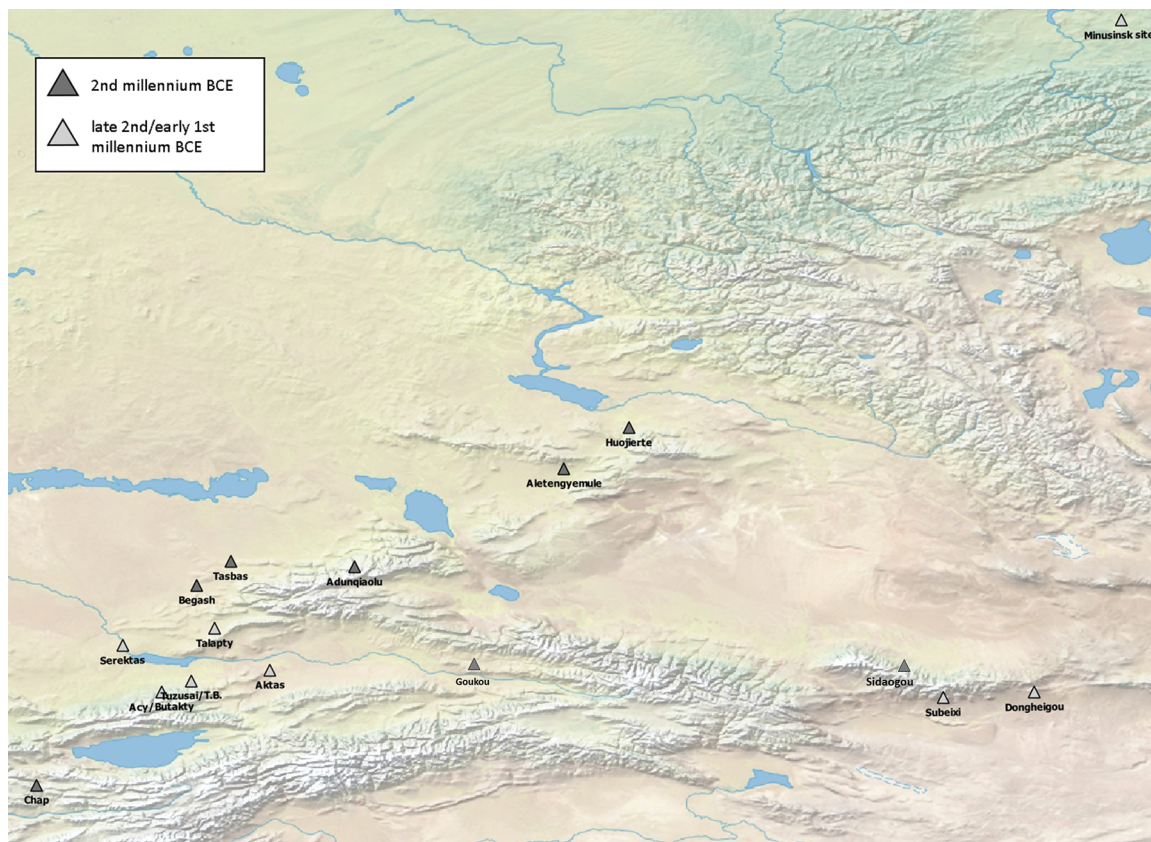 Minusinsk site
2nd millennium BCE
late 2nd/early 1st
millennium BCE
Huojierte
Aletengyemule
Tasbas
Adunqiaolu
Begash
Talapty
Serektas
Aktas
Goukou
Sidaogou
Tuzusai/T.B.
Acy/Butakty
Subeixi
Dongheigou
Chap